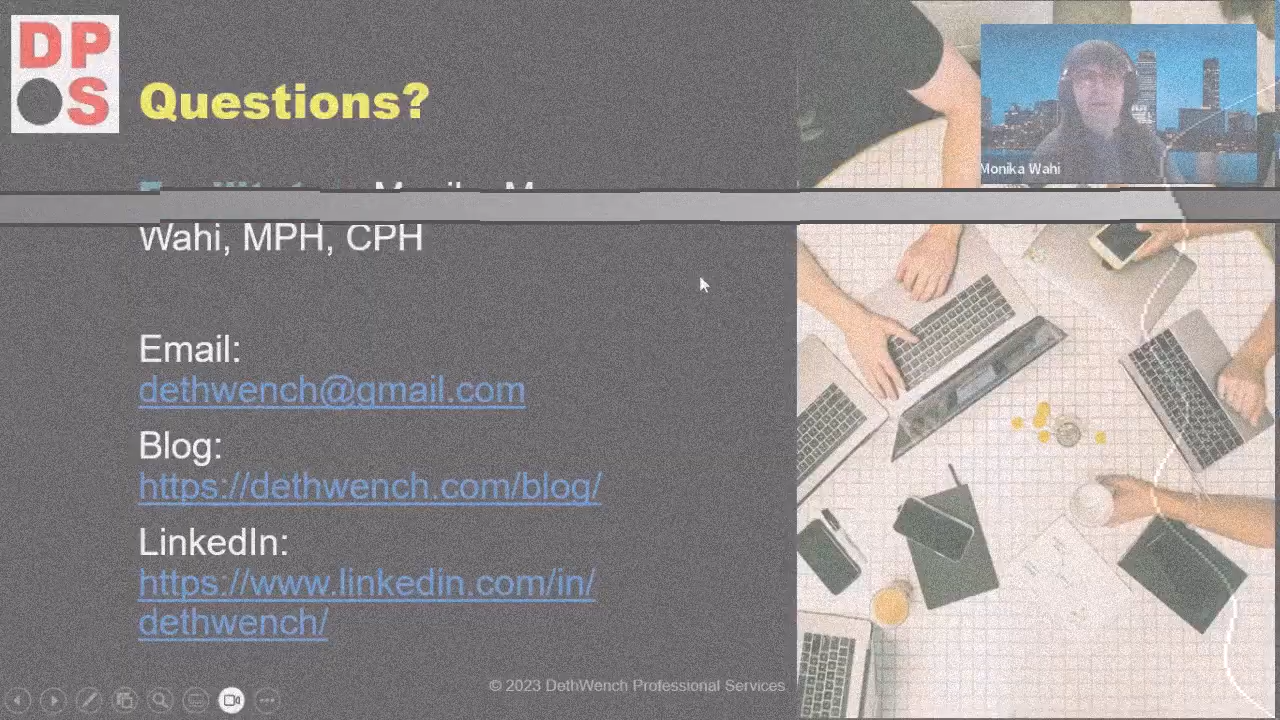 DP
S
Questions?
Monika M.
Monika Wahi
Wahi, MPH, CPH
Email:
dethwench@gmail.com
Blog:
https://dethwench.com/blog/
LinkedIn:
https://www.linkedin.com/in/
dethwench/
© 2023 DethWench Professional Services